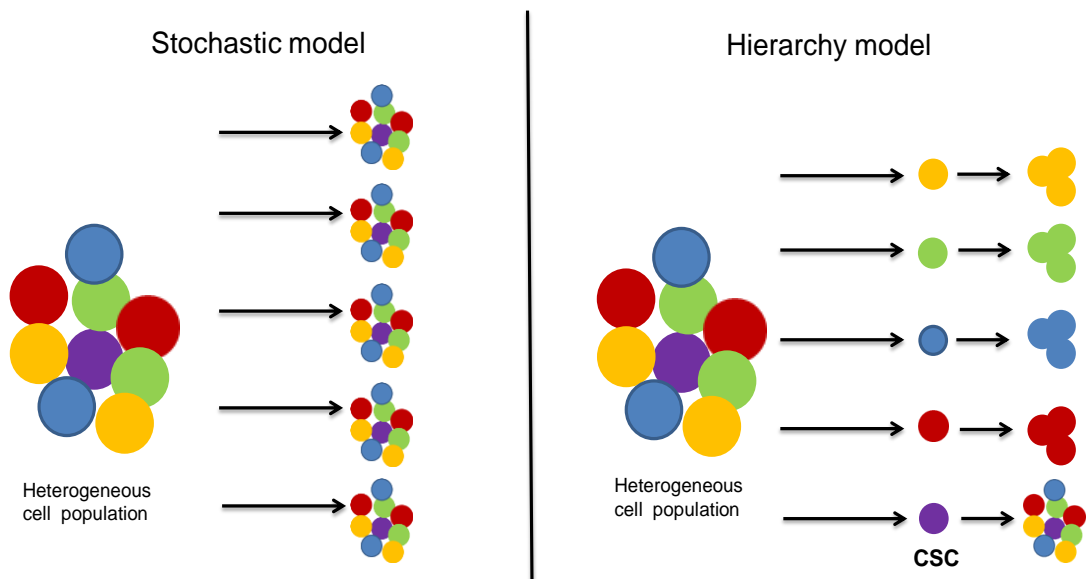 Stochastic model
Heterogeneous
cell population
Hierarchy model
Heterogeneous
cell population
CSC